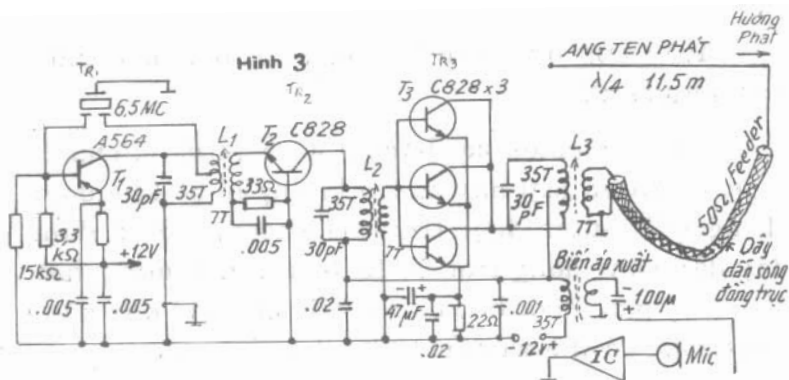 Hướng
Phát
Hình 3
TR1
TR2
TR3
ANG TEN PHÁT
λ/4 11,5m
6,5MC
A564
T1
L1
T2
C828
T3
C828 x 3
L2
L3
30pF
35T
7T
33Ω
.005
35T
30pF
7T
35T
30pF
7T
50Ω/Feeder
* Dây
dẫn sóng
đồng trục
3,3
kΩ
15kΩ
+12V
.005
.005
.02
- +
47μF
.02
22Ω
.001
Biến áp xuất
35T
-
+
100μ
-12V+
IC
Mic